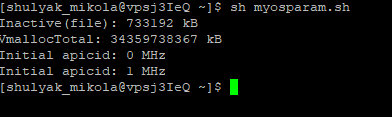 [shulyak_mikola@vpsj3IeQ ~]$ sh myosparam.sh
Inactive(file): 733192 kB
VmallocTotal: 34359738367 kB
Initial apicid: 0 MHz
Initial apicid: 1 MHz
[shulyak_mikola@vpsj3IeQ ~]$